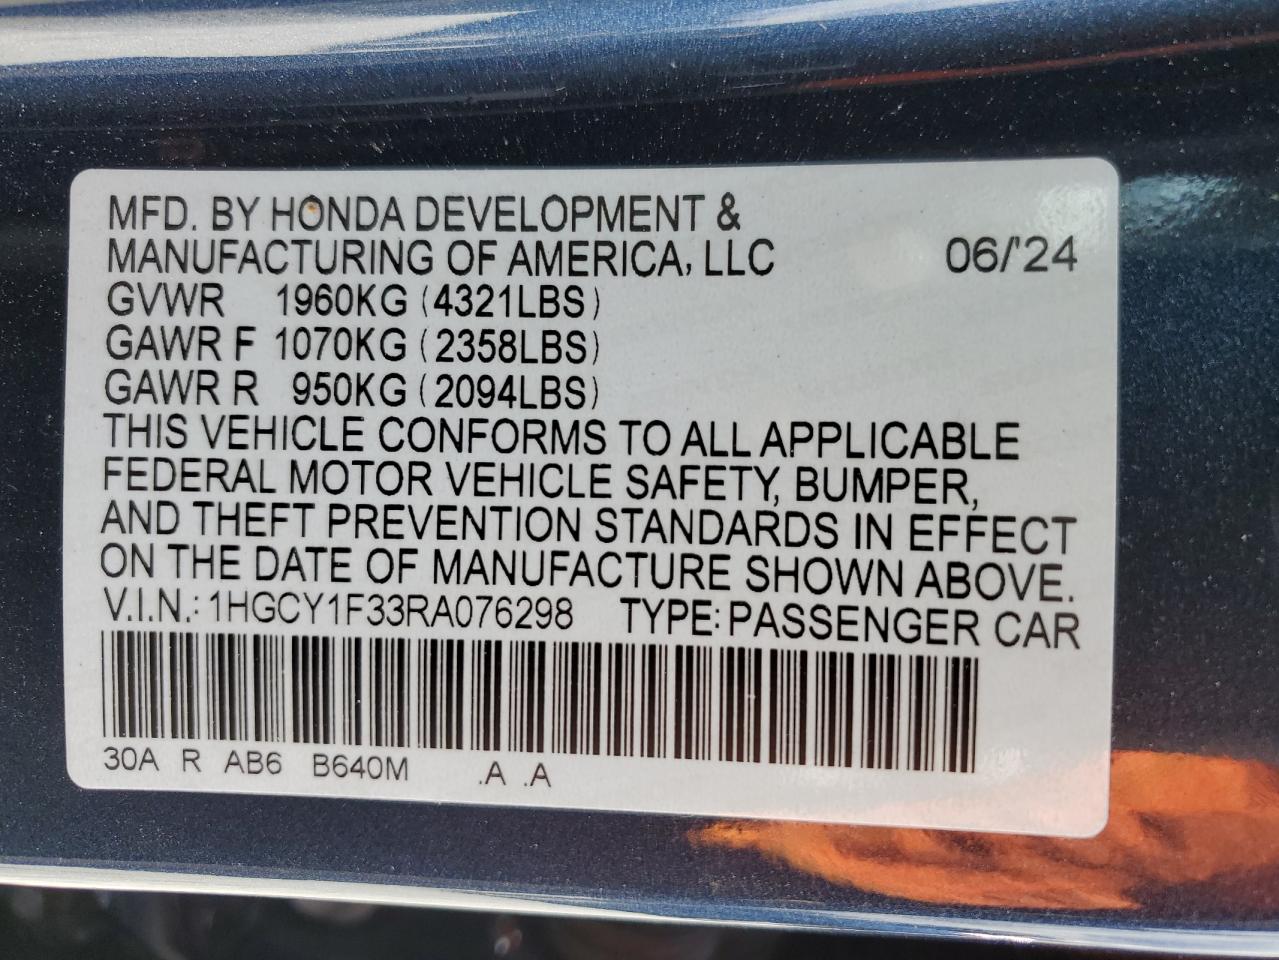 MFD. BY HONDA DEVELOPMENT &
MANUFACTURING OF AMERICA, LLC 06/'24
GVWR 1960KG (4321LBS)
GAWR F 1070KG (2358LBS)
GAWR R 950KG (2094LBS)
THIS VEHICLE CONFORMS TO ALL APPLICABLE
FEDERAL MOTOR VEHICLE SAFETY, BUMPER,
AND THEFT PREVENTION STANDARDS IN EFFECT
ON THE DATE OF MANUFACTURE SHOWN ABOVE.
V.I.N.: 1HGCY1F33RA076298 TYPE: PASSENGER CAR
30A R AB6 B640M .A .A